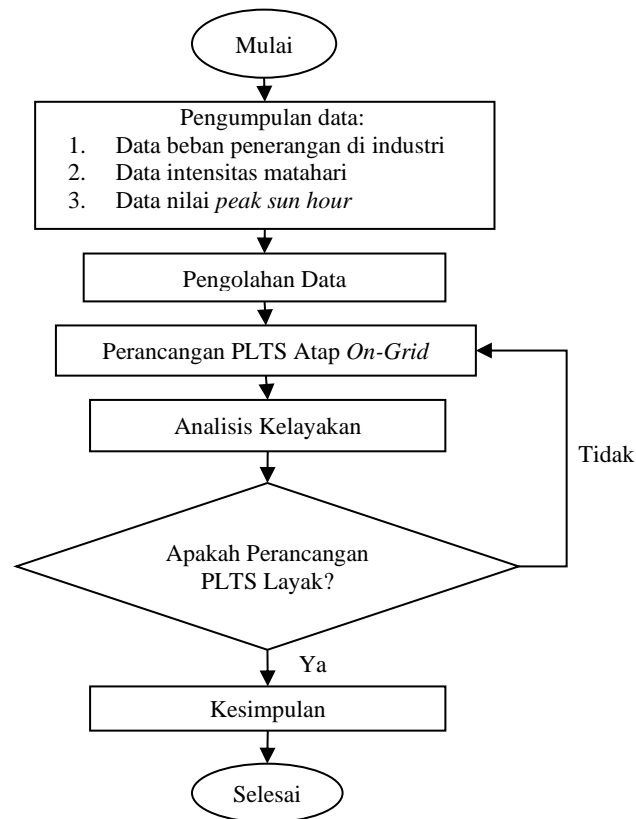 Mulai
Pengumpulan data:
1. Data beban penerangan di industri
2. Data intensitas matahari
3. Data nilai peak sun hour
Pengolahan Data
Perancangan PLTS Atap On-Grid
Analisis Kelayakan
Tidak
Apakah Perancangan
PLTS Layak?
Ya
Kesimpulan
Selesai